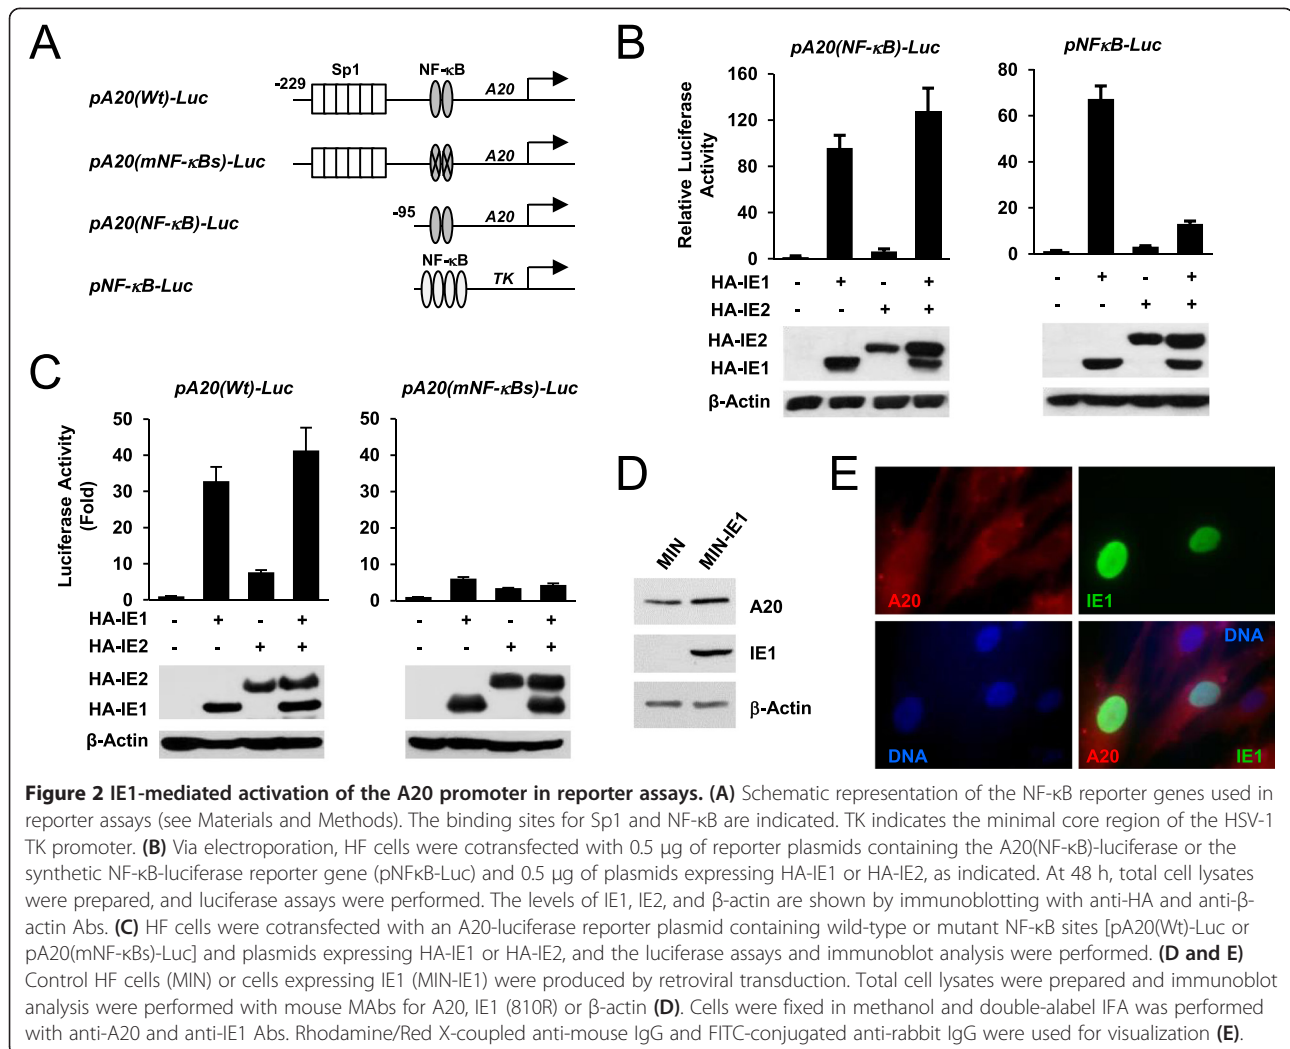 A
Sp1
NF-κB
-229
A20
pA20(Wt)-Luc
A20
pA20(mNF-κBs)-Luc
-95
A20
pA20(NF-κB)-Luc
NF-κB
TK
pNF-κB-Luc
B
pA20(NF-κB)-Luc
pNFκB-Luc
Relative Luciferase
Activity
160
120
80
40
0
80
60
40
20
0
HA-IE1 - + - + - + - +
HA-IE2 - - + + - - + +
HA-IE2
HA-IE1
β-Actin
C
pA20(Wt)-Luc
pA20(mNF-κBs)-Luc
Luciferase Activity
(Fold)
50
40
30
20
10
0
50
40
30
20
10
0
HA-IE1 - + - + - + - +
HA-IE2 - - + + - - + +
HA-IE2
HA-IE1
β-Actin
D
MIN
MIN-IE1
A20
IE1
β-Actin
E
A20
IE1
DNA
DNA
A20
IE1
Figure 2 IE1-mediated activation of the A20 promoter in reporter assays. (A) Schematic representation of the NF-κB reporter genes used in
reporter assays (see Materials and Methods). The binding sites for Sp1 and NF-κB are indicated. TK indicates the minimal core region of the HSV-1
TK promoter. (B) Via electroporation, HF cells were cotransfected with 0.5 μg of reporter plasmids containing the A20(NF-κB)-luciferase or the
synthetic NF-κB-luciferase reporter gene (pNFκB-Luc) and 0.5 μg of plasmids expressing HA-IE1 or HA-IE2, as indicated. At 48 h, total cell lysates
were prepared, and luciferase assays were performed. The levels of IE1, IE2, and β-actin are shown by immunoblotting with anti-HA and anti-β-
actin Abs. (C) HF cells were cotransfected with an A20-luciferase reporter plasmid containing wild-type or mutant NF-κB sites [pA20(Wt)-Luc or
pA20(mNF-κBs)-Luc] and plasmids expressing HA-IE1 or HA-IE2, and the luciferase assays and immunoblot analysis were performed. (D and E)
Control HF cells (MIN) or cells expressing IE1 (MIN-IE1) were produced by retroviral transduction. Total cell lysates were prepared and immunoblot
analysis were performed with mouse MAbs for A20, IE1 (810R) or β-actin (D). Cells were fixed in methanol and double-alabel IFA was performed
with anti-A20 and anti-IE1 Abs. Rhodamine/Red X-coupled anti-mouse IgG and FITC-conjugated anti-rabbit IgG were used for visualization (E).